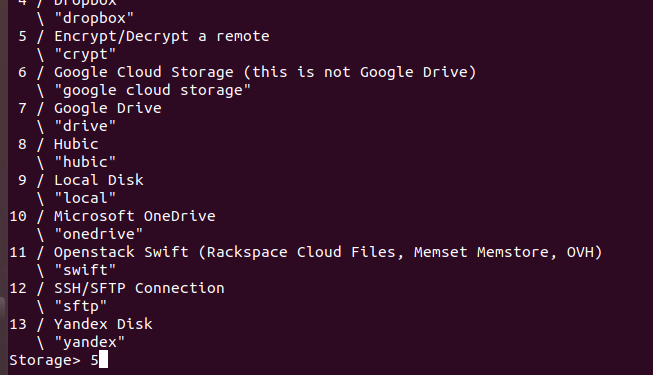 4 / Dropbox
\ "dropbox"
5 / Encrypt/Decrypt a remote
\ "crypt"
6 / Google Cloud Storage (this is not Google Drive)
\ "google cloud storage"
7 / Google Drive
\ "drive"
8 / Hubic
\ "hubic"
9 / Local Disk
\ "local"
10 / Microsoft OneDrive
\ "onedrive"
11 / Openstack Swift (Rackspace Cloud Files, Memset Memstore, OVH)
\ "swift"
12 / SSH/SFTP Connection
\ "sftp"
13 / Yandex Disk
\ "yandex"
Storage> 5